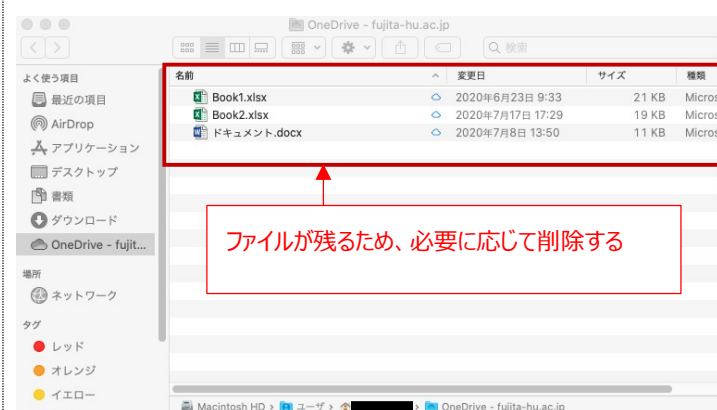 OneDrive - fujita-hu.ac.jp
検索
よく使う項目
最近の項目
AirDrop
アプリケーション
デスクトップ
書類
ダウンロード
OneDrive - fujit...
場所
ネットワーク
タグ
レッド
オレンジ
イエロー
名前 変更日 サイズ 種類
Book1.xlsx 2020年6月23日 9:33 21 KB Micros
Book2.xlsx 2020年7月17日 17:29 19 KB Micros
ドキュメント.docx 2020年7月8日 13:50 11 KB Micros
ファイルが残るため、必要に応じて削除する
Macintosh HD › ユーザ › › OneDrive - fujita-hu.ac.jp